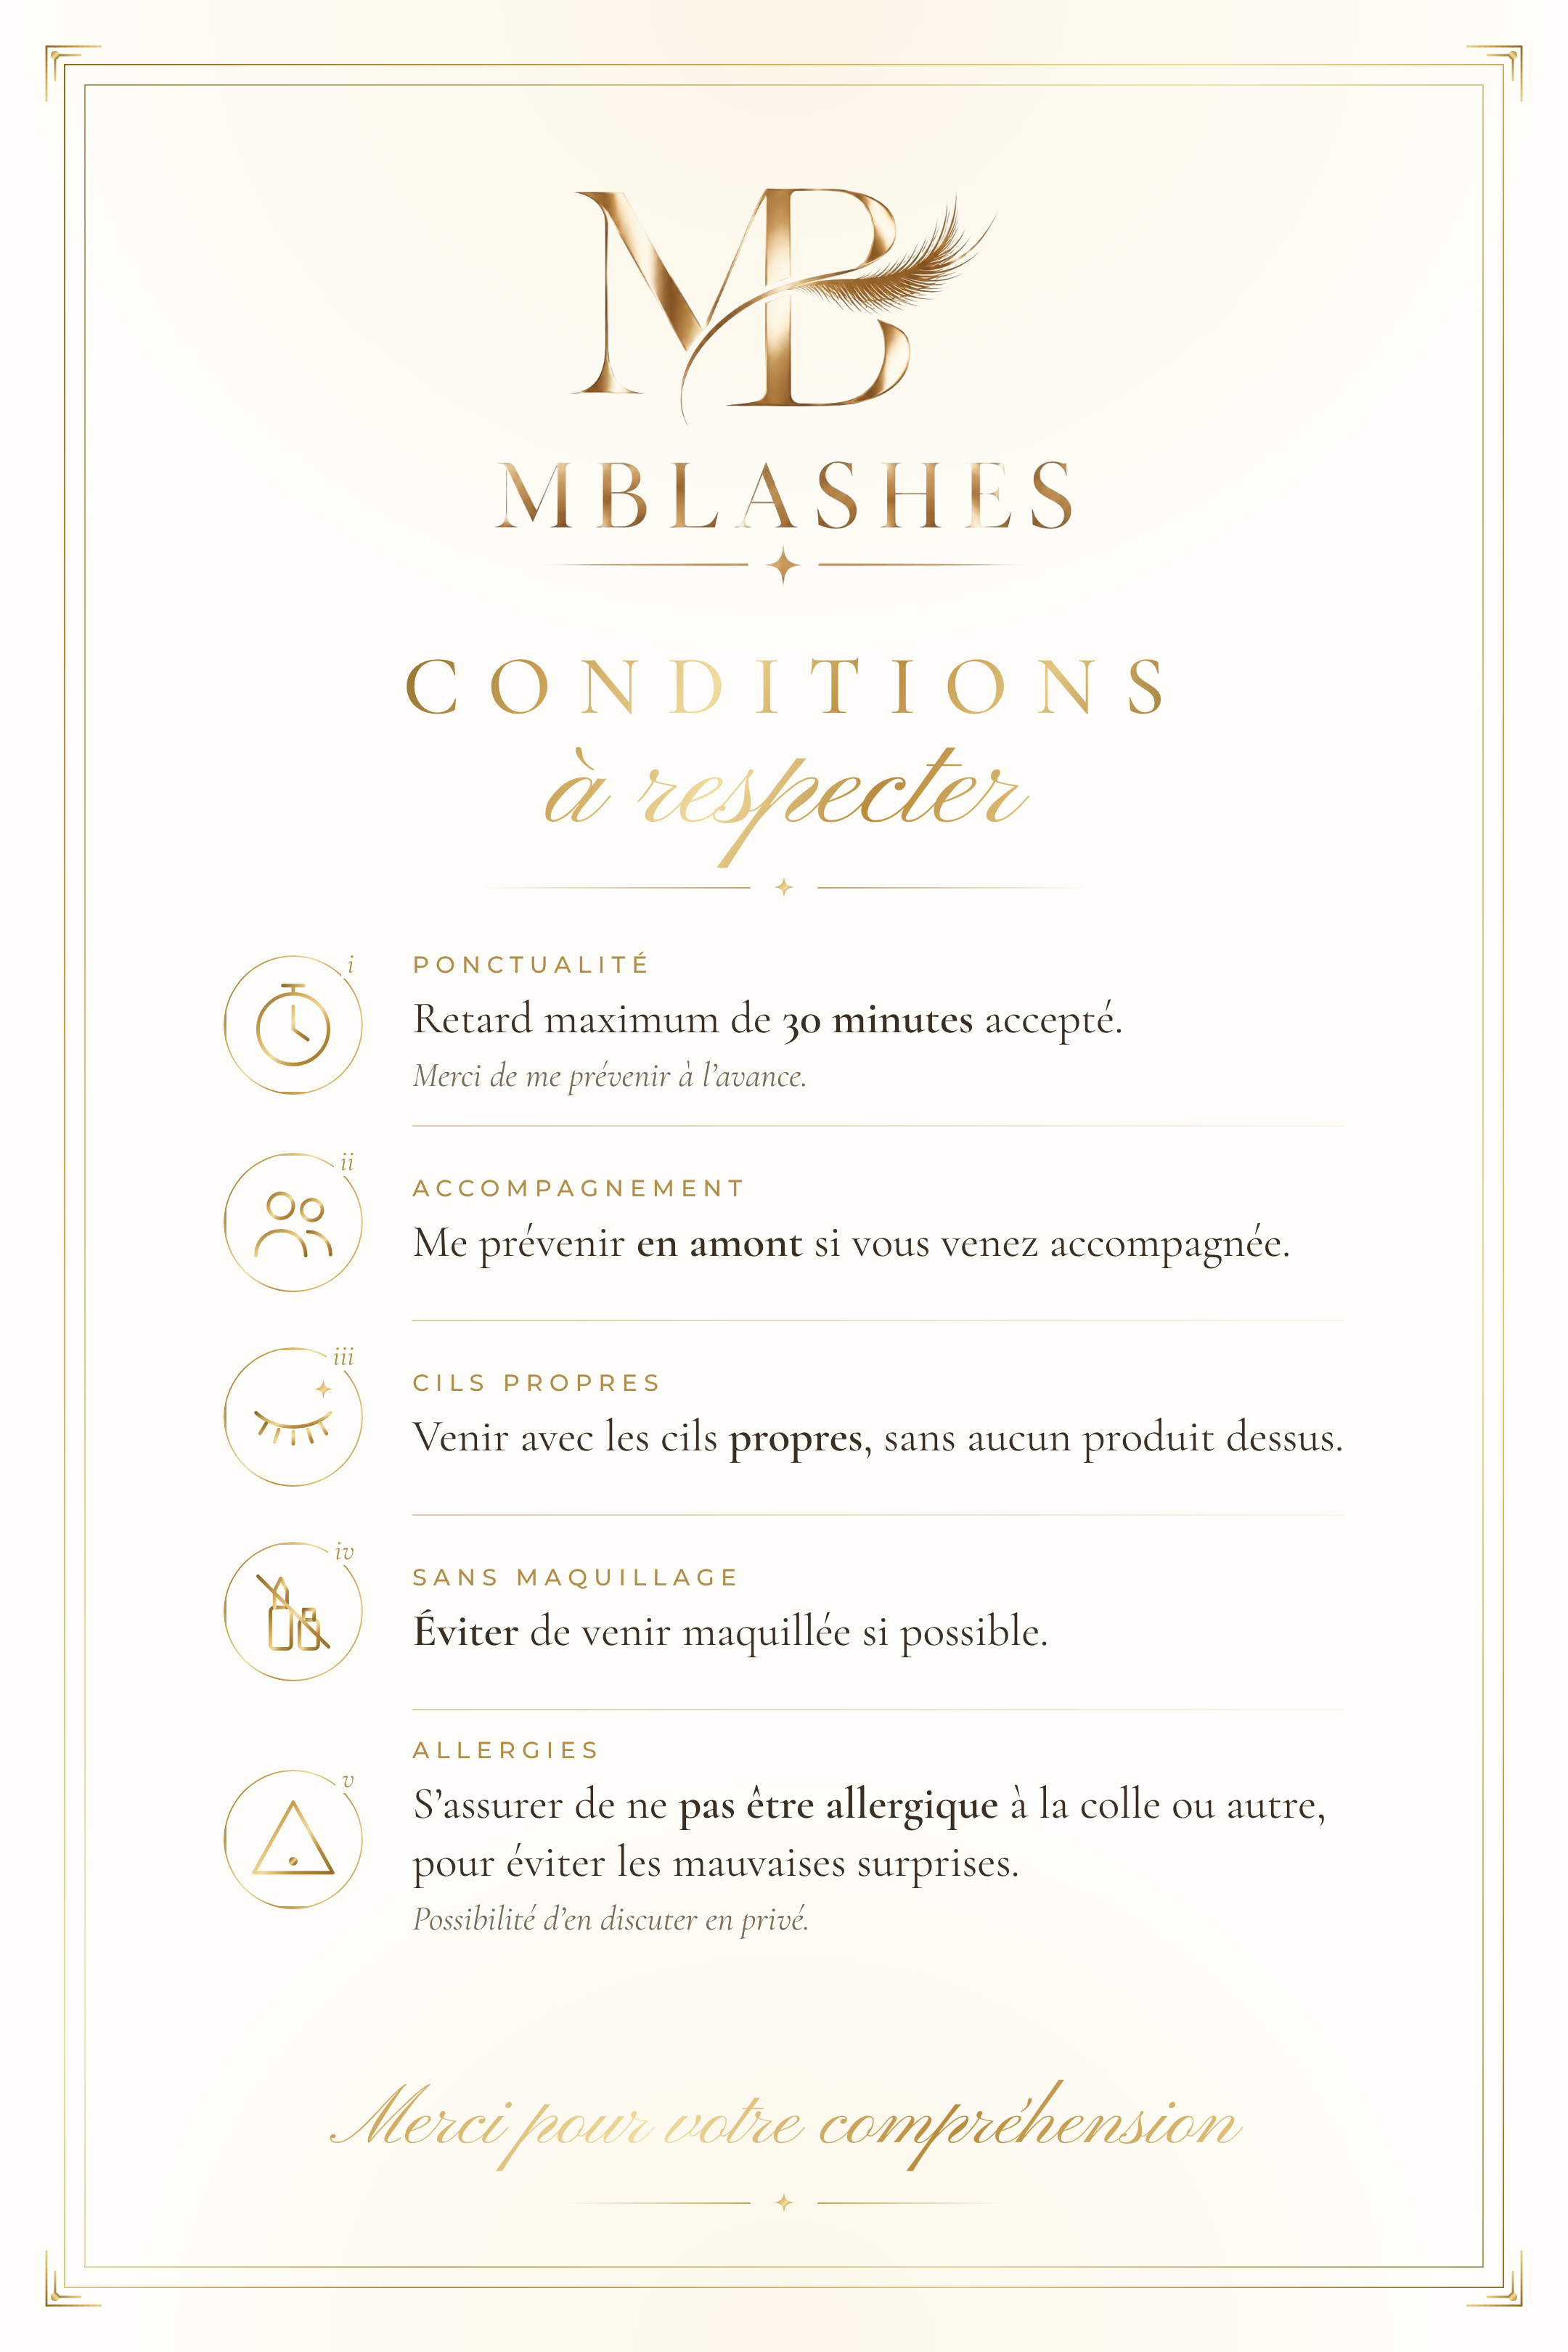 MB
MBLASHES
CONDITIONS
à respecter
i
PONCTUALITÉ
Retard maximum de 30 minutes accepté.
Merci de me prévenir à l’avance.
ii
ACCOMPAGNEMENT
Me prévenir en amont si vous venez accompagnée.
iii
CILS PROPRES
Venir avec les cils propres, sans aucun produit dessus.
iv
SANS MAQUILLAGE
Éviter de venir maquillée si possible.
v
ALLERGIES
S’assurer de ne pas être allergique à la colle ou autre,
pour éviter les mauvaises surprises.
Possibilité d’en discuter en privé.
Merci pour votre compréhension